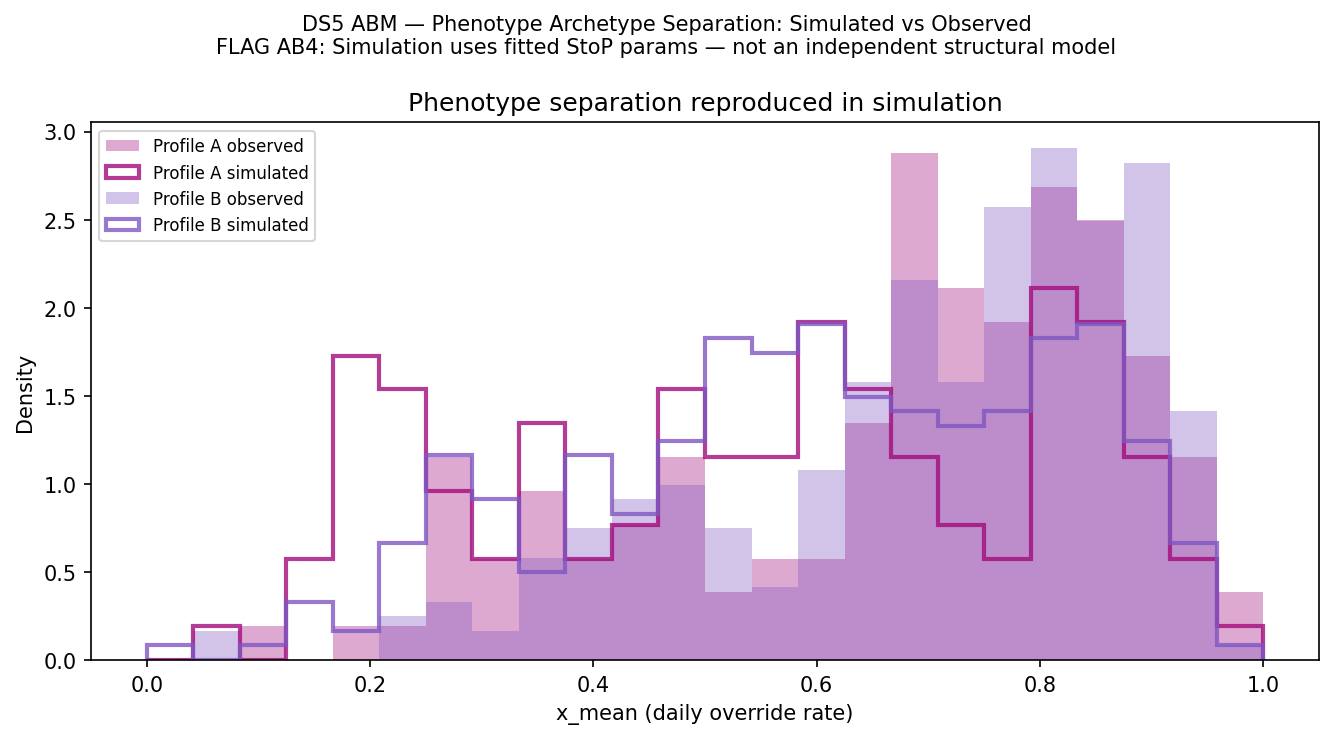 DS5 ABM — Phenotype Archetype Separation: Simulated vs Observed
FLAG AB4: Simulation uses fitted StoP params — not an independent structural model
Phenotype separation reproduced in simulation
Profile A observed
Profile A simulated
Profile B observed
Profile B simulated
Density
3.0
2.5
2.0
1.5
1.0
0.5
0.0
0.0 0.2 0.4 0.6 0.8 1.0
x_mean (daily override rate)